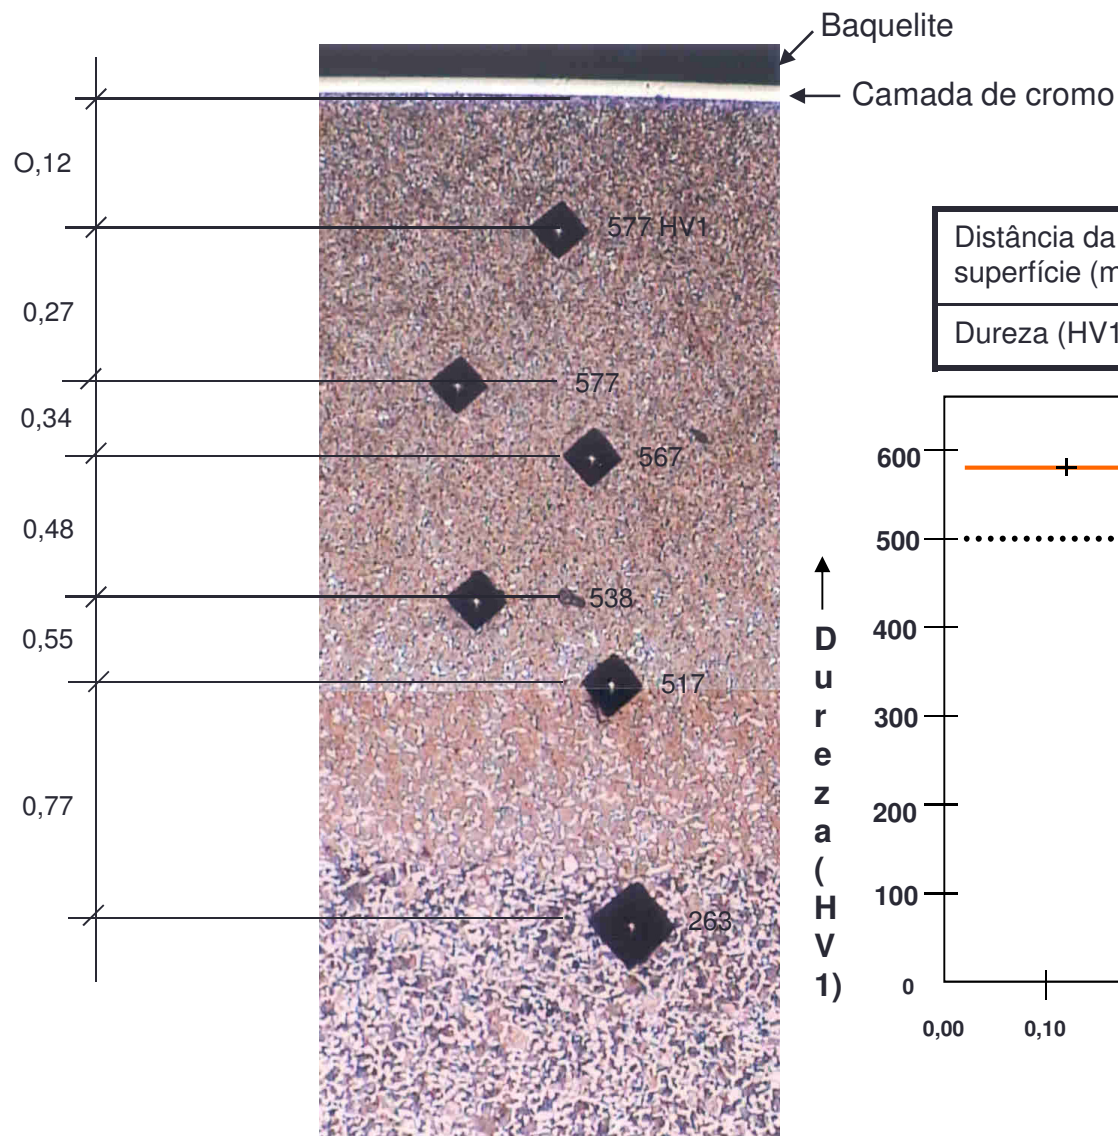 Baquelite
Camada de cromo
O,12
577 HV1
0,27
577
0,34
567
0,48
538
0,55
517
0,77
263
Distância da
superfície (m
Dureza (HV1
600
500
400
300
200
100
0
Dureza(HV1)
0,00
0,10